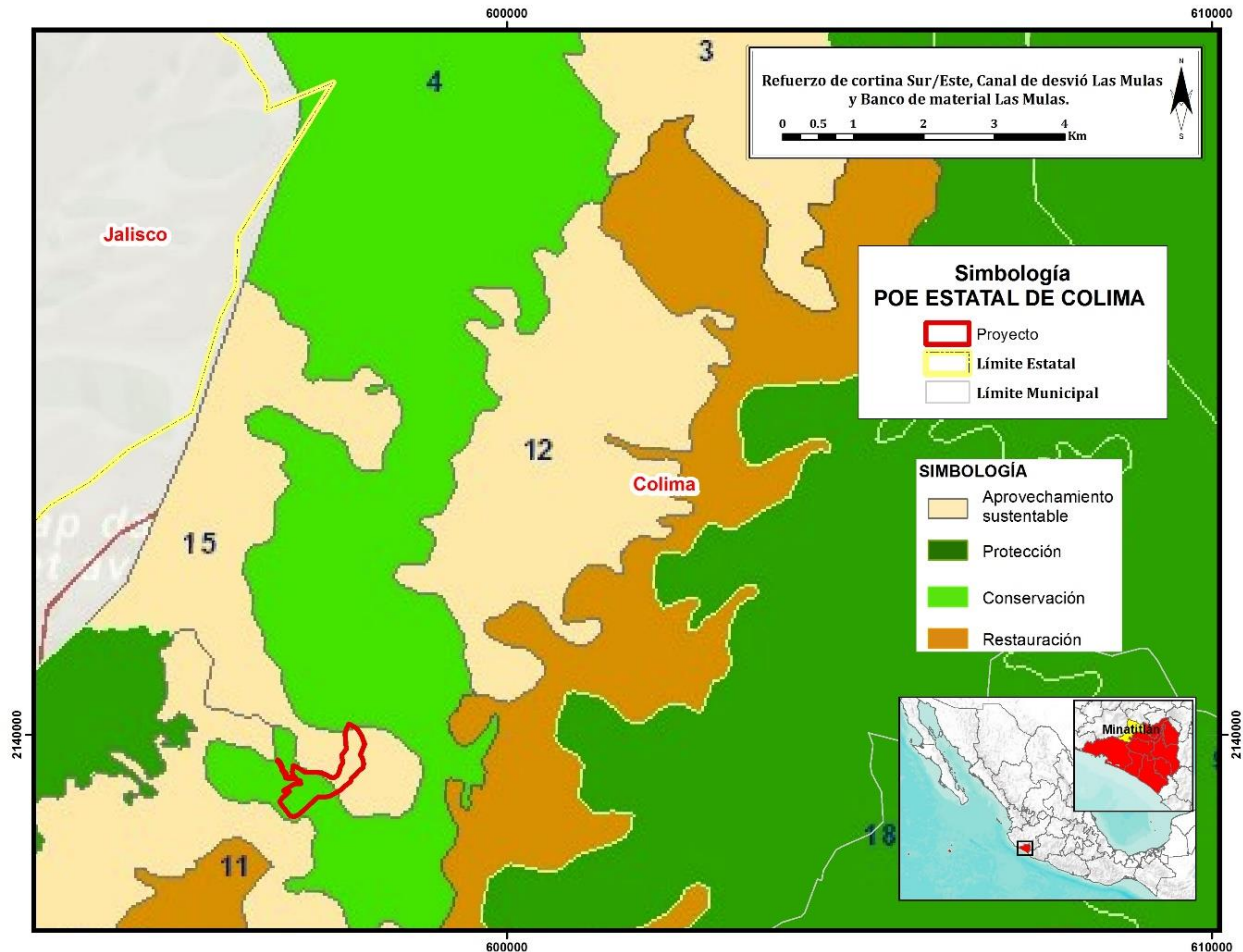 600000
610000
3
4
Refuerzo de cortina Sur/Este, Canal de desvió Las Mulas
y Banco de material Las Mulas.
N
S
0 0.5 1 2 3 4
Km
Jalisco
Simbología
POE ESTATAL DE COLIMA
Proyecto
Límite Estatal
Límite Municipal
12
Colima
SIMBOLOGÍA
Aprovechamiento
sustentable
Protección
Conservación
Restauración
15
2140000
2140000
Minatitlán
18
11
600000
610000